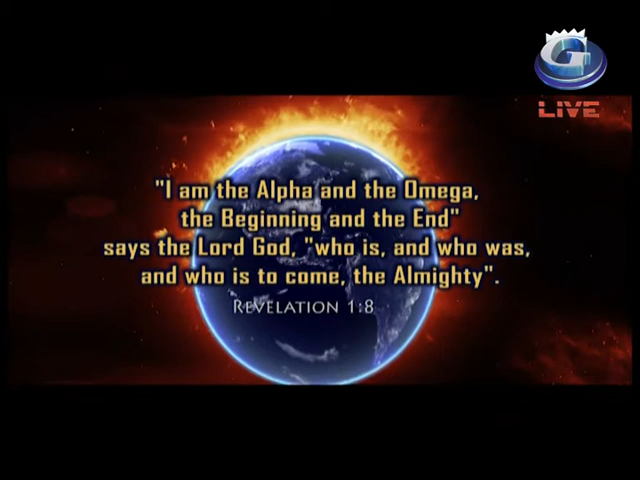 G
LIVE
"I am the Alpha and the Omega,
the Beginning and the End"
says the Lord God, "who is, and who was,
and who is to come, the Almighty".
REVELATION 1:8